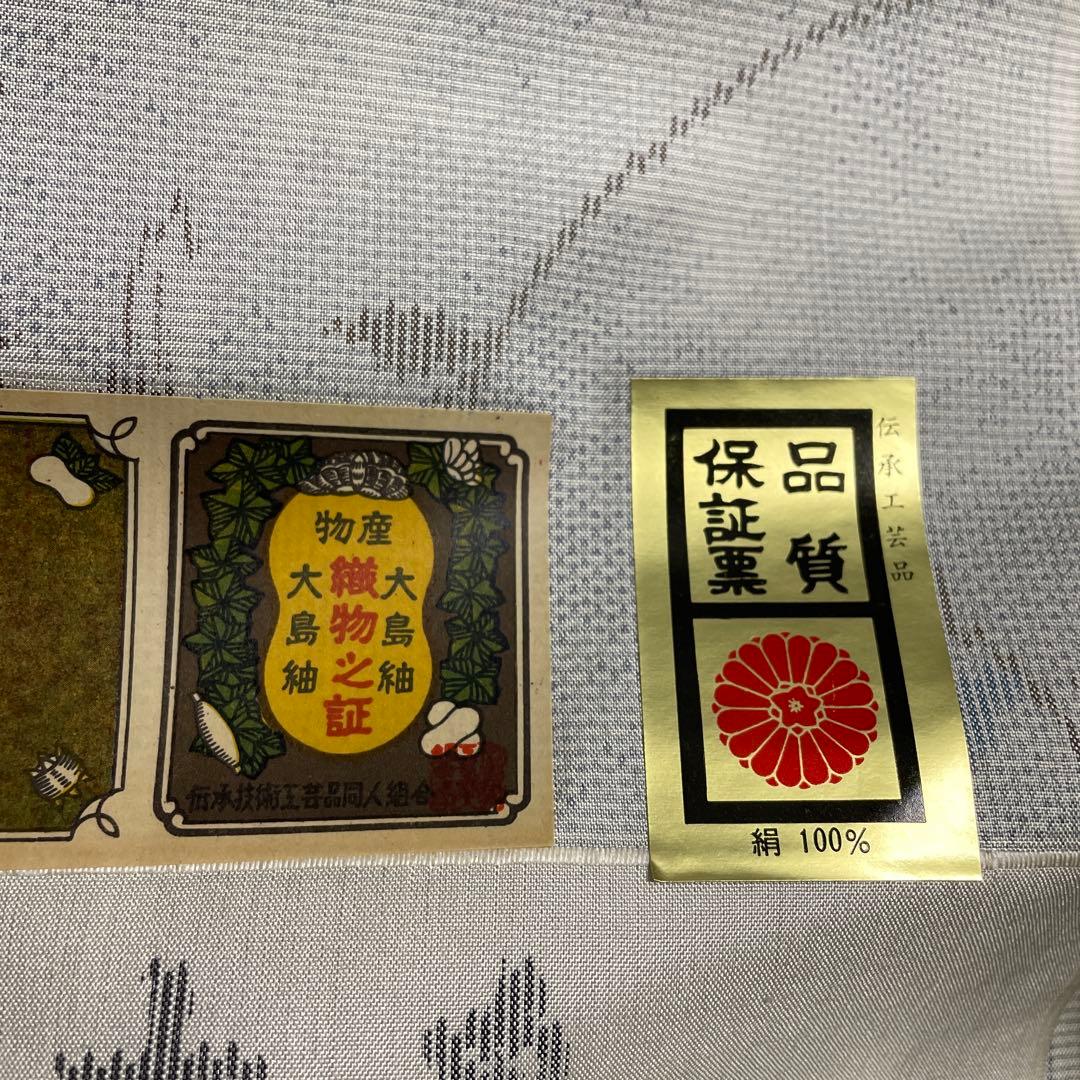 物産
大島紬
織物之証
大島紬
伝承技術工芸品同人組合
品質
保証票
伝承工芸品
絹 100%